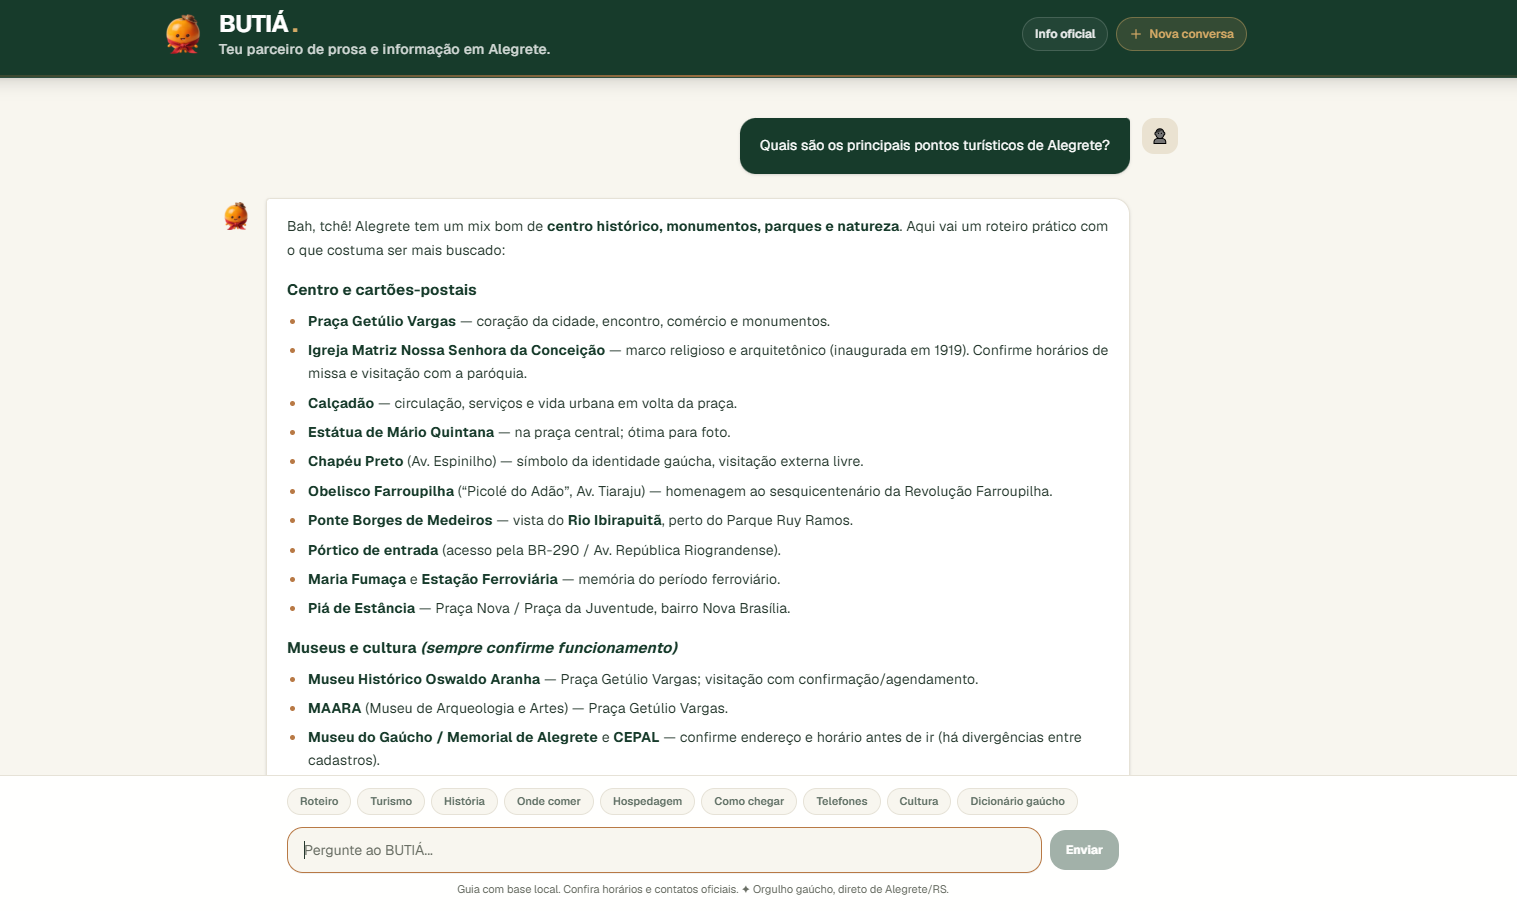 BUTIÁ.
Teu parceiro de prosa e informação em Alegrete.
Info oficial
+ Nova conversa
Quais são os principais pontos turísticos de Alegrete?
Bah, tchê! Alegrete tem um mix bom de centro histórico, monumentos, parques e natureza. Aqui vai um roteiro prático com
o que costuma ser mais buscado:
Centro e cartões-postais
• Praça Getúlio Vargas — coração da cidade, encontro, comércio e monumentos.
• Igreja Matriz Nossa Senhora da Conceição — marco religioso e arquitetônico (inaugurada em 1919). Confirme horários de
missa e visitação com a paróquia.
• Calçadão — circulação, serviços e vida urbana em volta da praça.
• Estátua de Mário Quintana — na praça central; ótima para foto.
• Chapéu Preto (Av. Espinilho) — símbolo da identidade gaúcha, visitação externa livre.
• Obelisco Farroupilha (“Picolé do Adão”, Av. Tiaraju) — homenagem ao sesquicentenário da Revolução Farroupilha.
• Ponte Borges de Medeiros — vista do Rio Ibirapuitã, perto do Parque Ruy Ramos.
• Pórtico de entrada (acesso pela BR-290 / Av. República Riograndense).
• Maria Fumaça e Estação Ferroviária — memória do período ferroviário.
• Piá de Estância — Praça Nova / Praça da Juventude, bairro Nova Brasília.
Museus e cultura (sempre confirme funcionamento)
• Museu Histórico Oswaldo Aranha — Praça Getúlio Vargas; visitação com confirmação/agendamento.
• MAARA (Museu de Arqueologia e Artes) — Praça Getúlio Vargas.
• Museu do Gaúcho / Memorial de Alegrete e CEPAL — confirme endereço e horário antes de ir (há divergências entre
cadastros).
Roteiro
Turismo
História
Onde comer
Hospedagem
Como chegar
Telefones
Cultura
Dicionário gaúcho
Pergunte ao BUTIÁ...
Enviar
Guia com base local. Confira horários e contatos oficiais. ✦ Orgulho gaúcho, direto de Alegrete/RS.